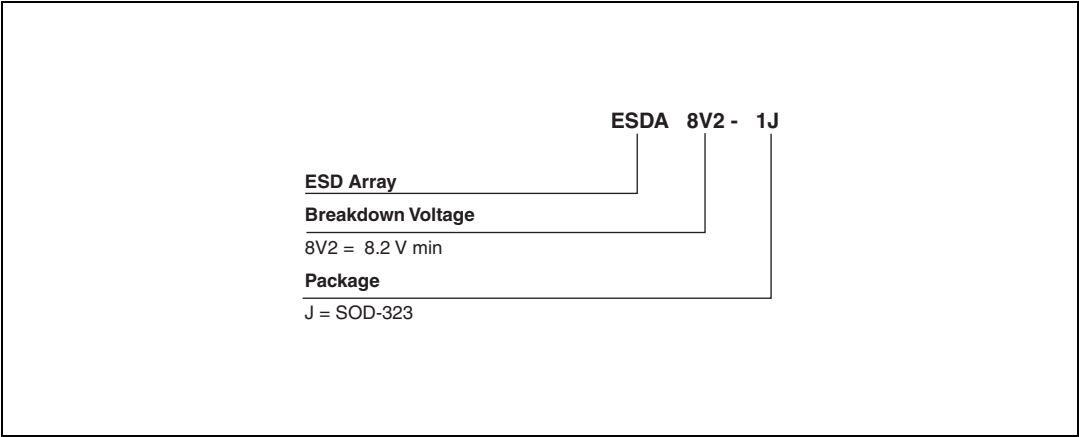 ESDA 8V2 - 1J
ESD Array
Breakdown Voltage
8V2 = 8.2 V min
Package
J = SOD-323